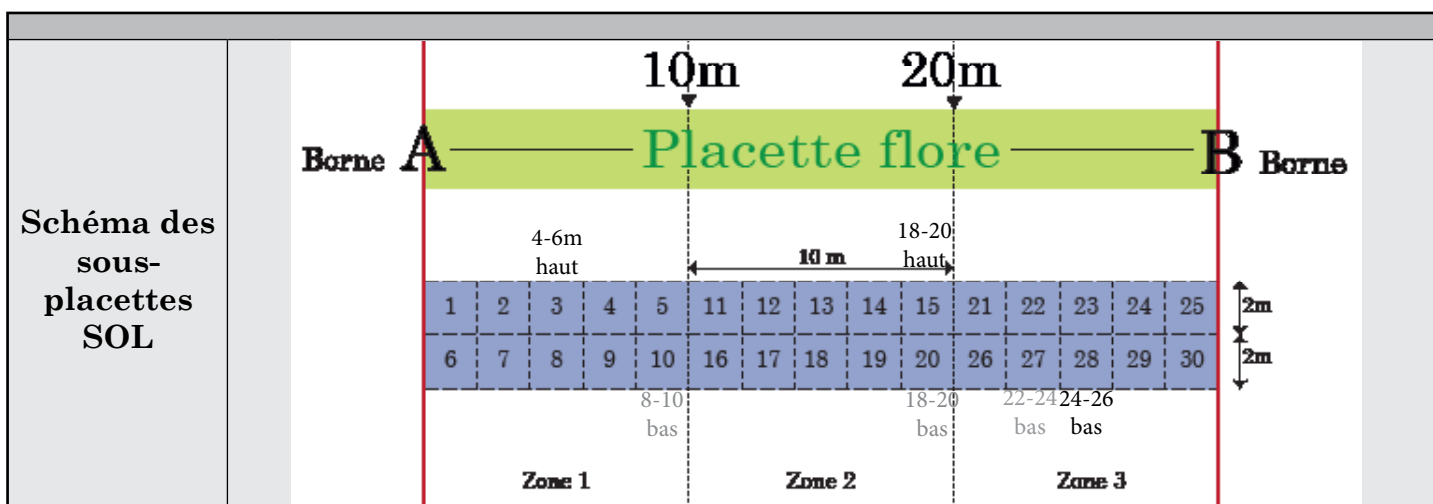 Schéma des
sous-
placettes
SOL
10m 20m
Borne A Placette flore B Borne
4-6m
haut
10 m
18-20
haut
1 2 3 4 5 11 12 13 14 15 21 22 23 24 25
2m
6 7 8 9 10 16 17 18 19 20 26 27 28 29 30
2m
8-10
bas
18-20
bas
22-24
bas
24-26
bas
Zone 1 Zone 2 Zone 3